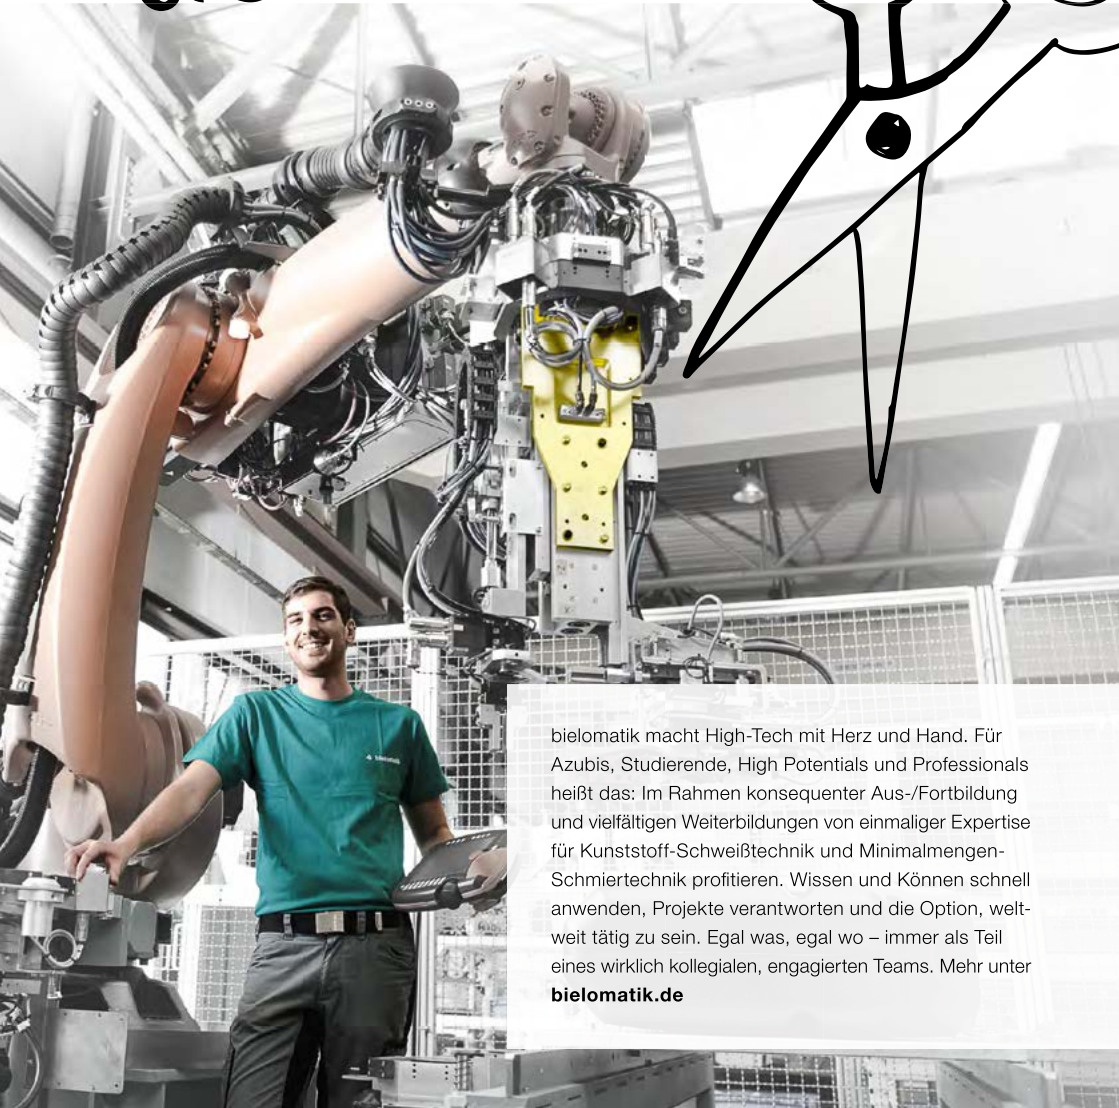 bielomatik
bielomatik macht High-Tech mit Herz und Hand. Für
Azubis, Studierende, High Potentials und Professionals
heißt das: Im Rahmen konsequenter Aus-/Fortbildung
und vielfältigen Weiterbildungen von einmaliger Expertise
für Kunststoff-Schweißtechnik und Minimalmengen-
Schmiertechnik profitieren. Wissen und Können schnell
anwenden, Projekte verantworten und die Option, welt-
weit tätig zu sein. Egal was, egal wo – immer als Teil
eines wirklich kollegialen, engagierten Teams. Mehr unter
bielomatik.de